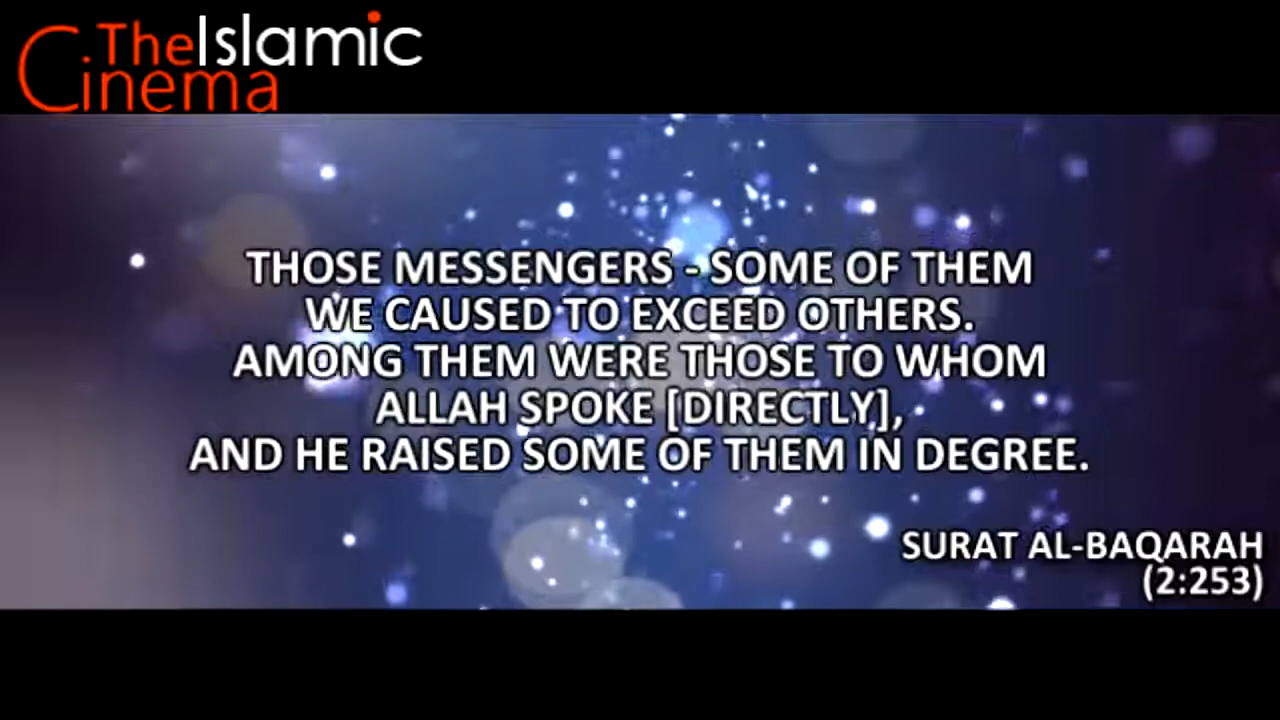 TheIslamic
Cinema
THOSE MESSENGERS - SOME OF THEM
WE CAUSED TO EXCEED OTHERS.
AMONG THEM WERE THOSE TO WHOM
ALLAH SPOKE [DIRECTLY],
AND HE RAISED SOME OF THEM IN DEGREE.
SURAT AL-BAQARAH
(2:253)